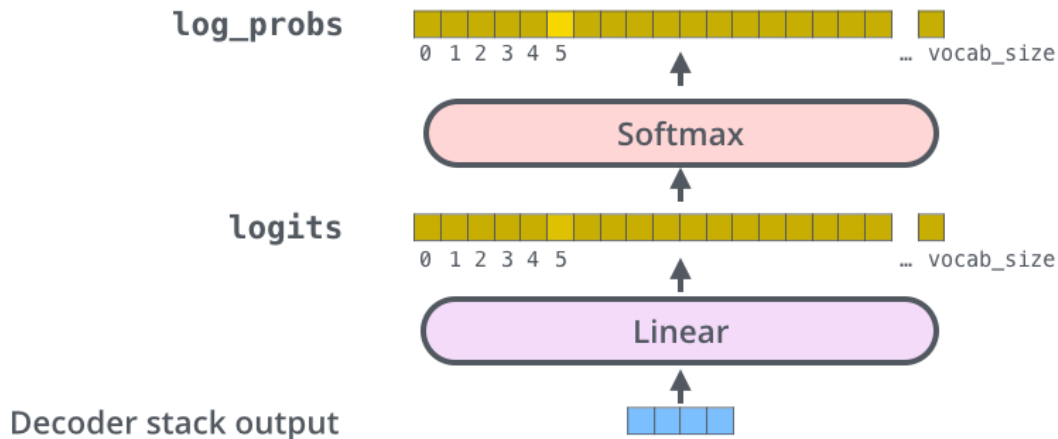 log_probs
0 1 2 3 4 5 … vocab_size
Softmax
logits
0 1 2 3 4 5 … vocab_size
Linear
Decoder stack output